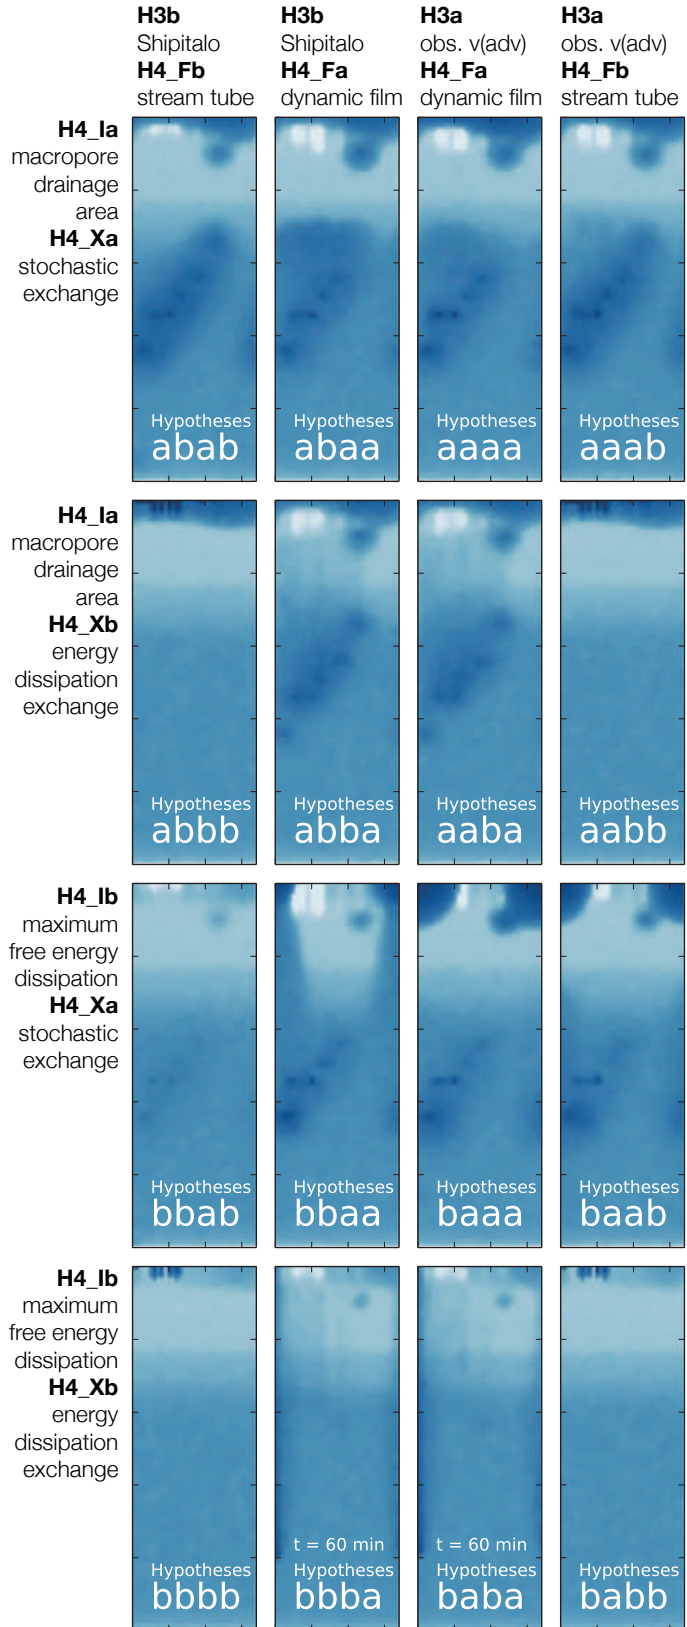 H3b
Shipitalo
H4_Fb
stream tube
H3b
Shipitalo
H4_Fa
dynamic film
H3a
obs. v(adv)
H4_Fa
dynamic film
H3a
obs. v(adv)
H4_Fb
stream tube
H4_Ia
macropore
drainage
area
H4_Xa
stochastic
exchange
Hypotheses
abab
Hypotheses
abaa
Hypotheses
aaaa
Hypotheses
aaab
H4_Ia
macropore
drainage
area
H4_Xb
energy
dissipation
exchange
Hypotheses
abbb
Hypotheses
abba
Hypotheses
aaba
Hypotheses
aabb
H4_Ib
maximum
free energy
dissipation
H4_Xa
stochastic
exchange
Hypotheses
bbab
Hypotheses
bbaa
Hypotheses
baaa
Hypotheses
baab
H4_Ib
maximum
free energy
dissipation
H4_Xb
energy
dissipation
exchange
Hypotheses
bbbb
t = 60 min
Hypotheses
bbba
t = 60 min
Hypotheses
baba
Hypotheses
babb